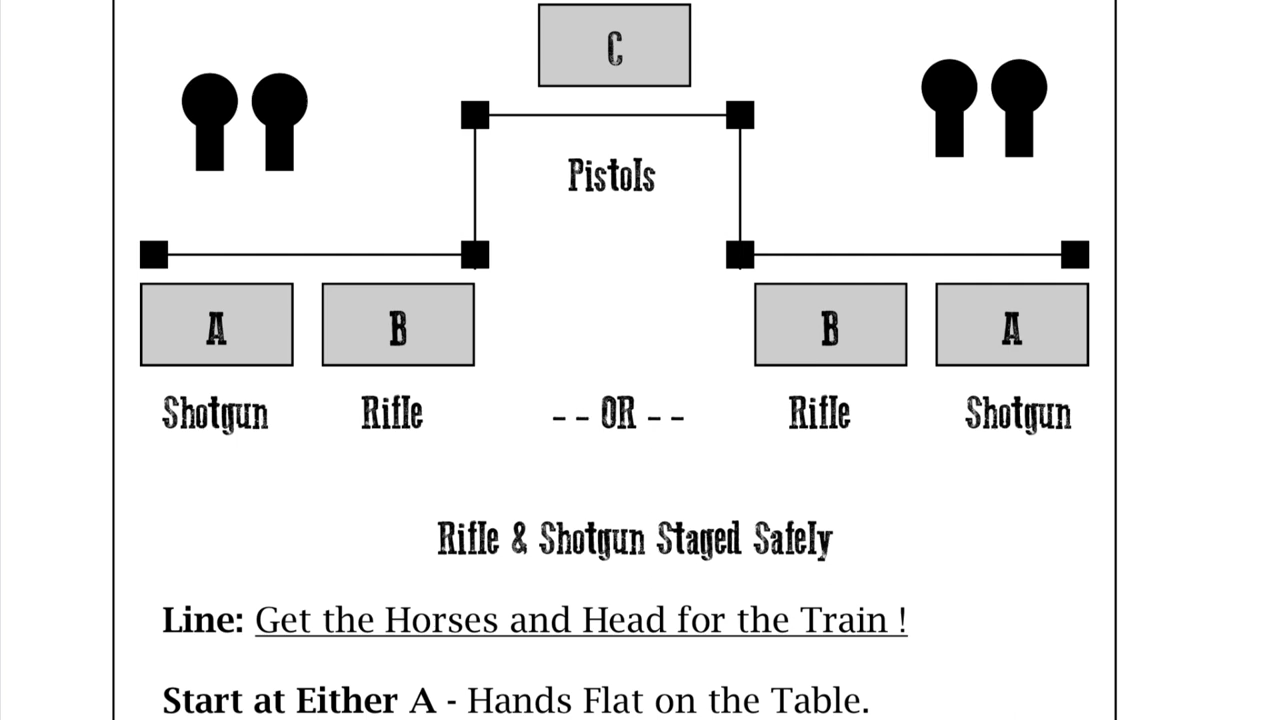 C
Pistols
A B B A
Shotgun Rifle -- OR -- Rifle Shotgun
Rifle & Shotgun Staged Safely
Line: Get the Horses and Head for the Train !
Start at Either A - Hands Flat on the Table.